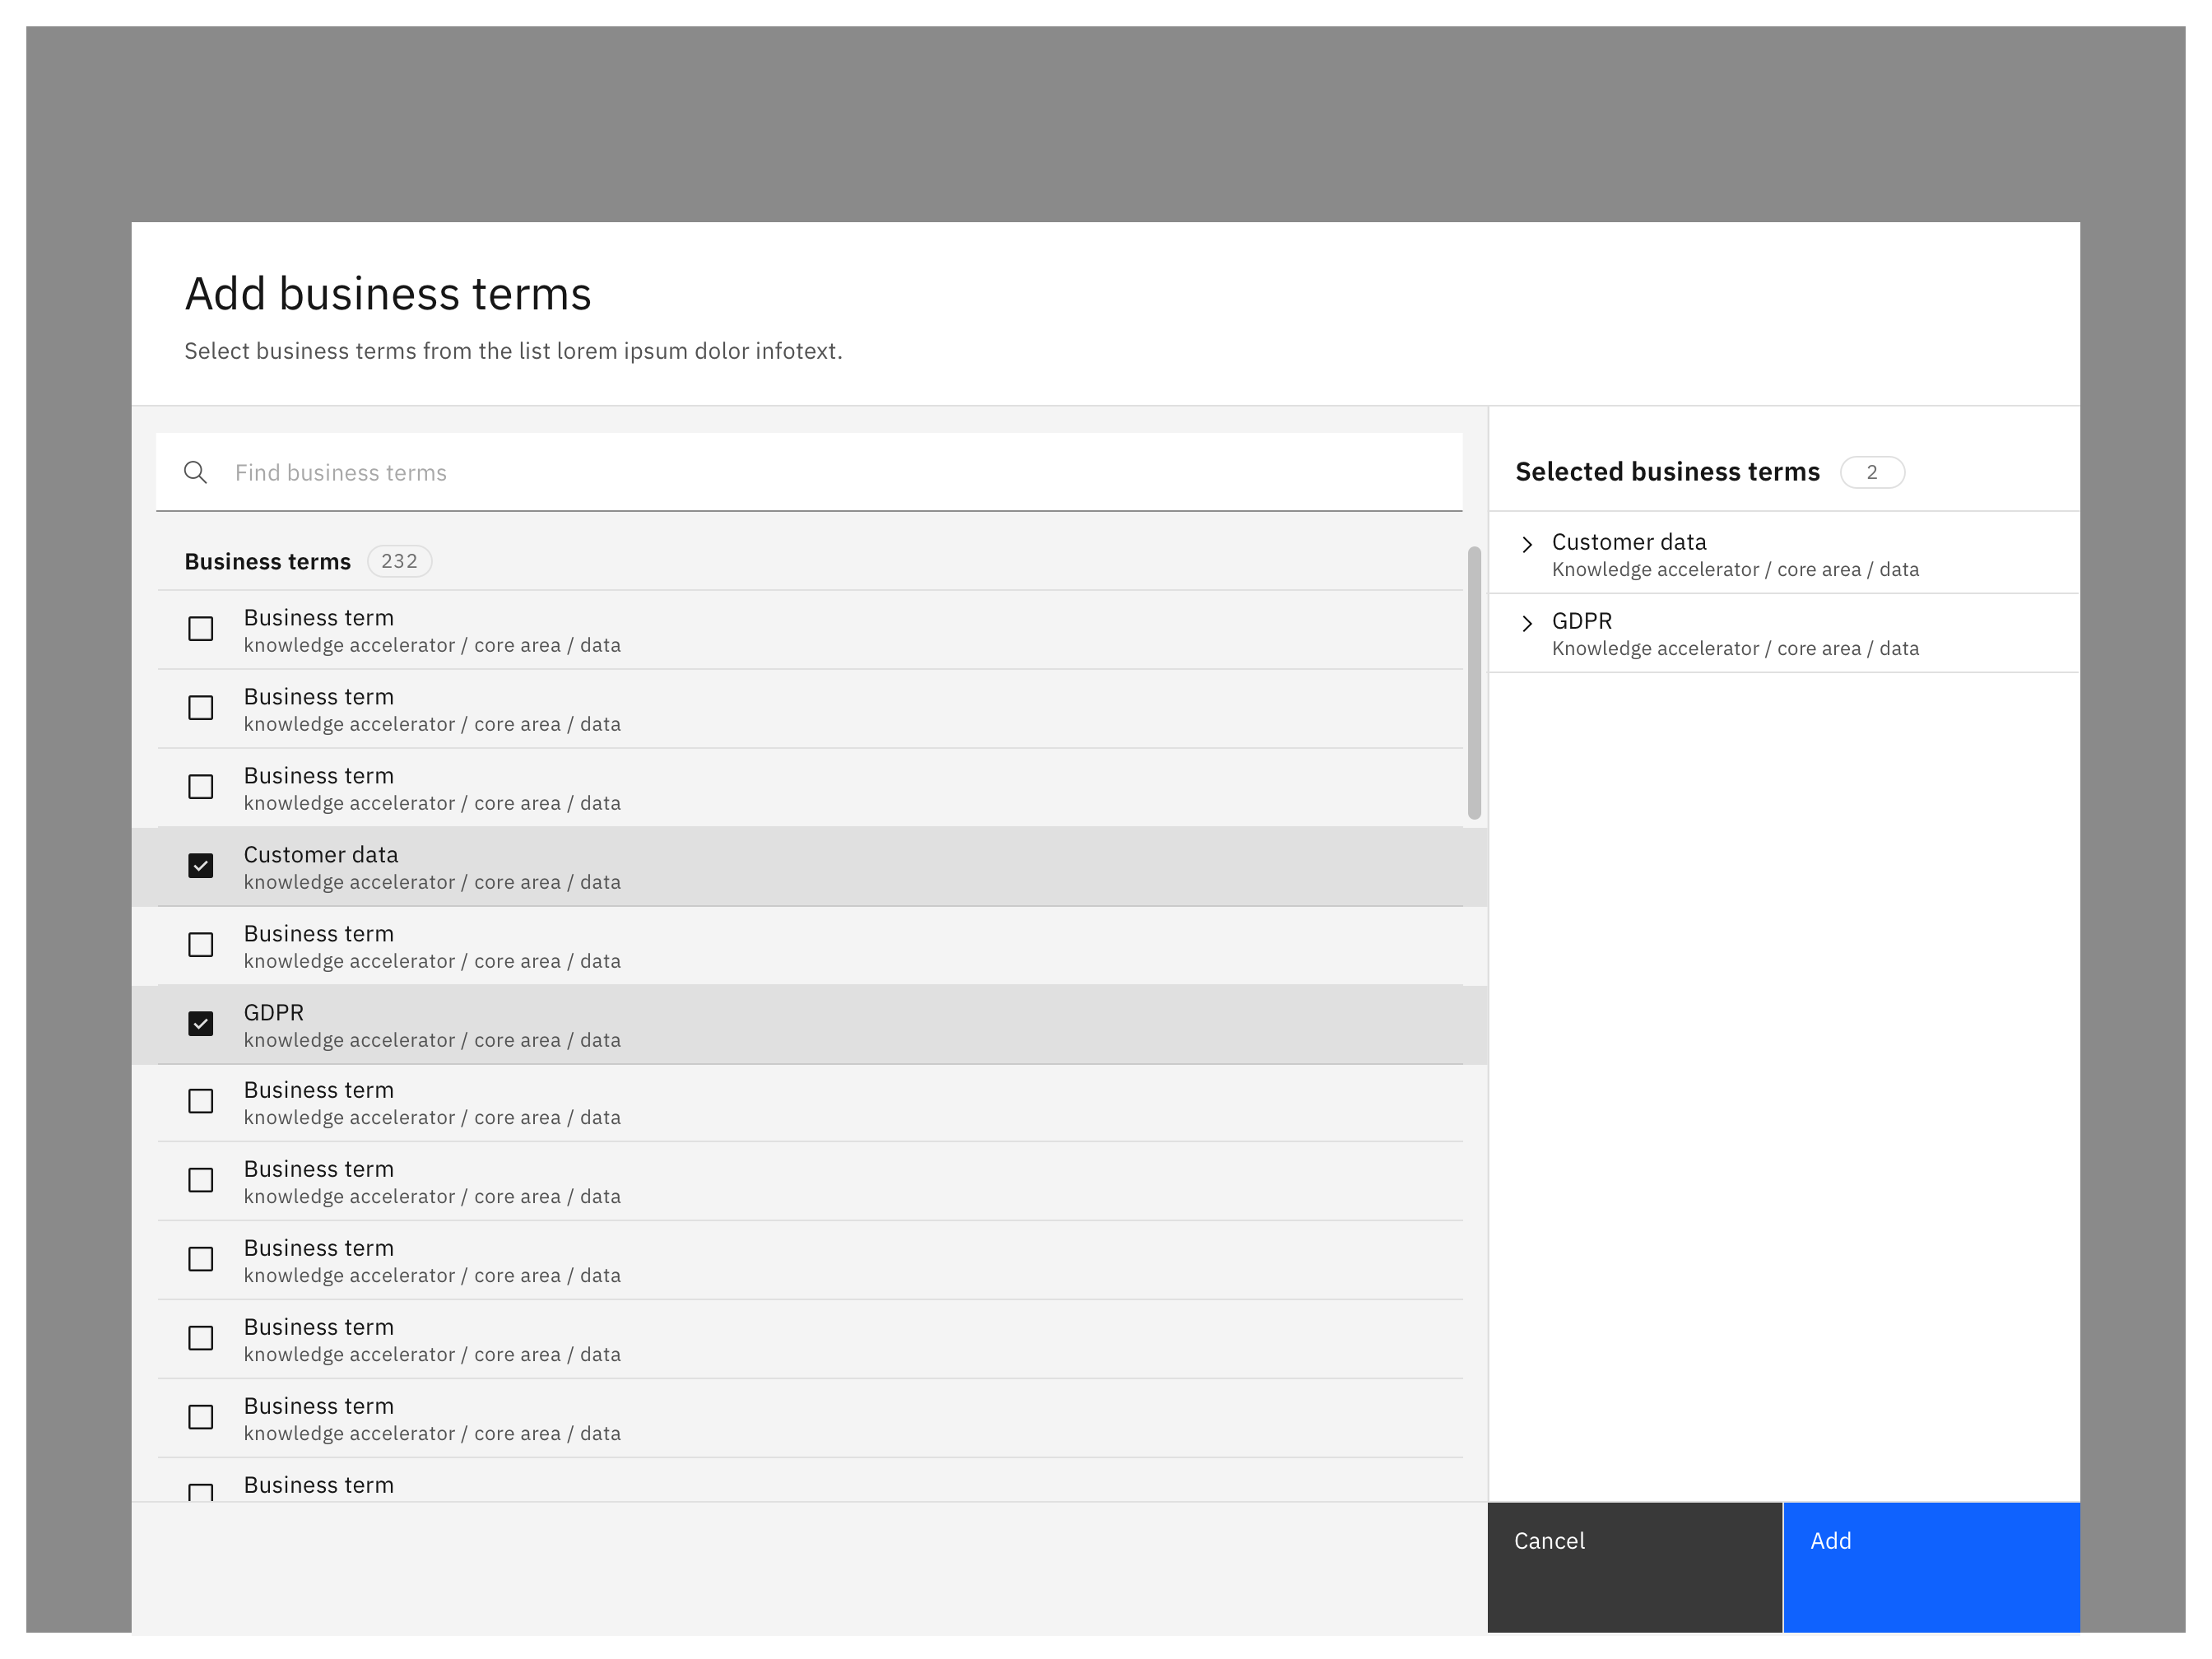 Add business terms
Select business terms from the list lorem ipsum dolor infotext.
Find business terms
Business terms 232
Business term
knowledge accelerator / core area / data
Business term
knowledge accelerator / core area / data
Business term
knowledge accelerator / core area / data
Customer data
knowledge accelerator / core area / data
Business term
knowledge accelerator / core area / data
GDPR
knowledge accelerator / core area / data
Business term
knowledge accelerator / core area / data
Business term
knowledge accelerator / core area / data
Business term
knowledge accelerator / core area / data
Business term
knowledge accelerator / core area / data
Business term
knowledge accelerator / core area / data
Business term
Selected business terms 2
Customer data
Knowledge accelerator / core area / data
GDPR
Knowledge accelerator / core area / data
Cancel
Add